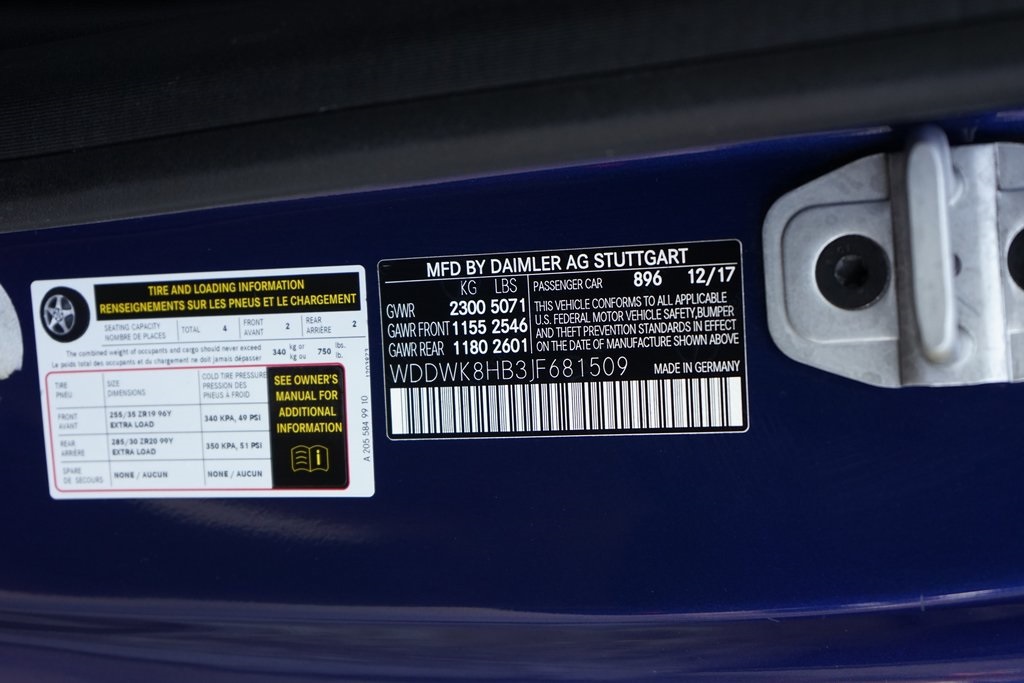 TIRE AND LOADING INFORMATION
RENSEIGNEMENTS SUR LES PNEUS ET LE CHARGEMENT
SEATING CAPACITY
NOMBRE DE PLACES
TOTAL 4
FRONT
AVANT
2
REAR
ARRIÈRE
2
The combined weight of occupants and cargo should never exceed
Le poids total des occupants et du chargement ne doit jamais dépasser
340 kg or
kg ou
750 lbs.
lb.
TIRE
PNEU
SIZE
DIMENSIONS
COLD TIRE PRESSURE
PRESSION DES
PNEUS À FROID
FRONT
AVANT
255/35 ZR19 96Y
EXTRA LOAD
340 KPA, 49 PSI
REAR
ARRIÈRE
285/30 ZR20 99Y
EXTRA LOAD
350 KPA, 51 PSI
SPARE
DE SECOURS
NONE / AUCUN
NONE / AUCUN
SEE OWNER'S
MANUAL FOR
ADDITIONAL
INFORMATION
A 205 584 99 10
MFD BY DAIMLER AG STUTTGART
KG LBS PASSENGER CAR 896 12/17
GVWR 2300 5071
GAWR FRONT 1155 2546
GAWR REAR 1180 2601
THIS VEHICLE CONFORMS TO ALL APPLICABLE
U.S. FEDERAL MOTOR VEHICLE SAFETY,BUMPER
AND THEFT PREVENTION STANDARDS IN EFFECT
ON THE DATE OF MANUFACTURE SHOWN ABOVE
WDDWK8HB3JF681509 MADE IN GERMANY